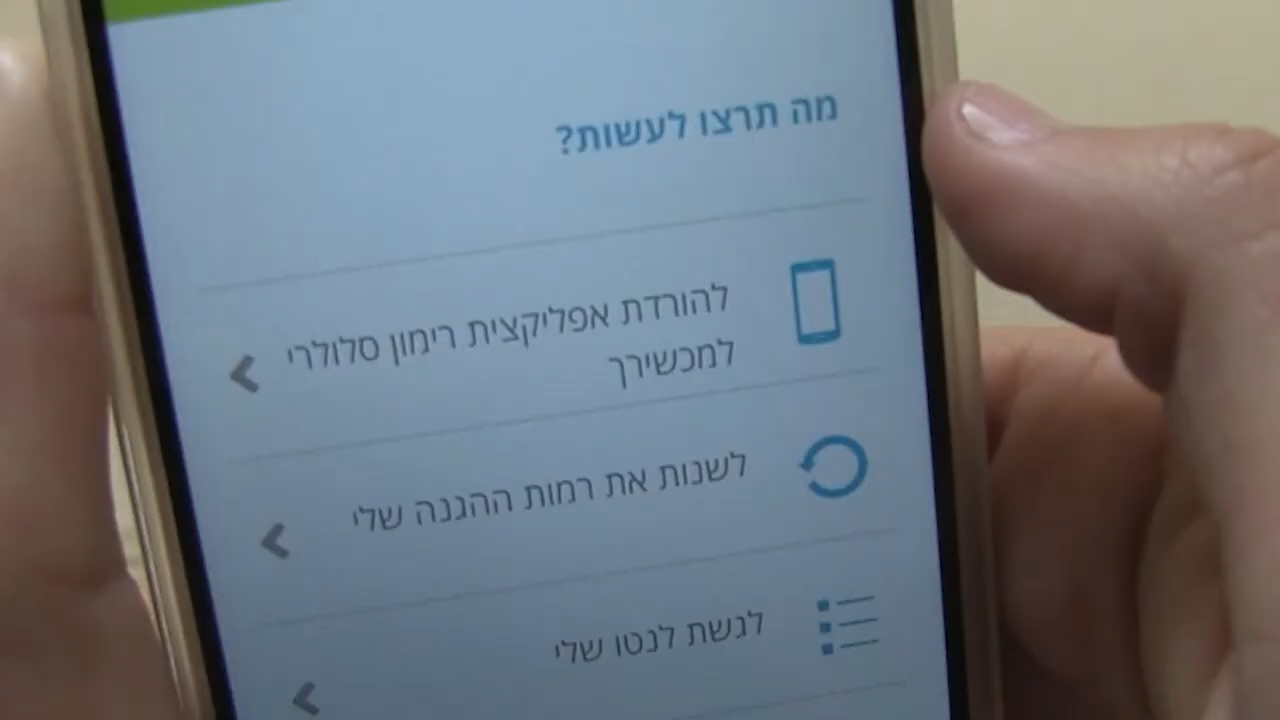 מה תרצו לעשות?
להורדת אפליקצית רימון סלולרי
למכשירך
לשנות את רמות ההגנה שלי
לגשת לנטו שלי